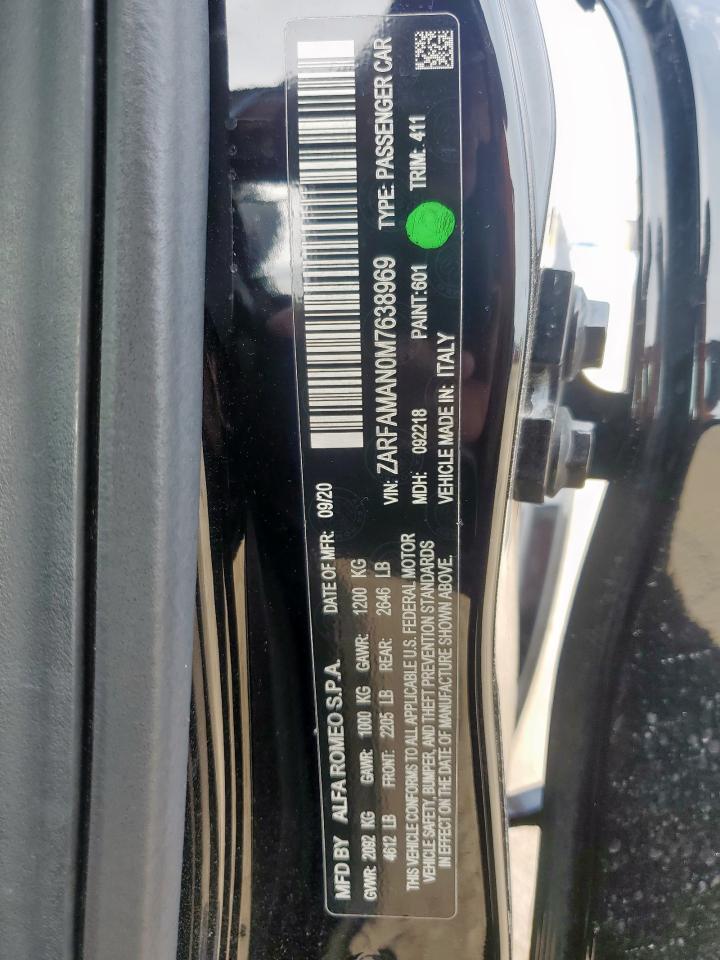 MFD BY ALFA ROMEO S.P.A. DATE OF MFR: 09/20
GVWR: 2092 KG GAWR: 1000 KG GAWR: 1200 KG
4612 LB FRONT: 2205 LB REAR: 2646 LB
THIS VEHICLE CONFORMS TO ALL APPLICABLE U.S. FEDERAL MOTOR
VEHICLE SAFETY, BUMPER, AND THEFT PREVENTION STANDARDS
IN EFFECT ON THE DATE OF MANUFACTURE SHOWN ABOVE.
VIN: ZARFAMAN0M7638969 TYPE: PASSENGER CAR
MDH: 092218 PAINT:601 TRIM: 411
VEHICLE MADE IN: ITALY